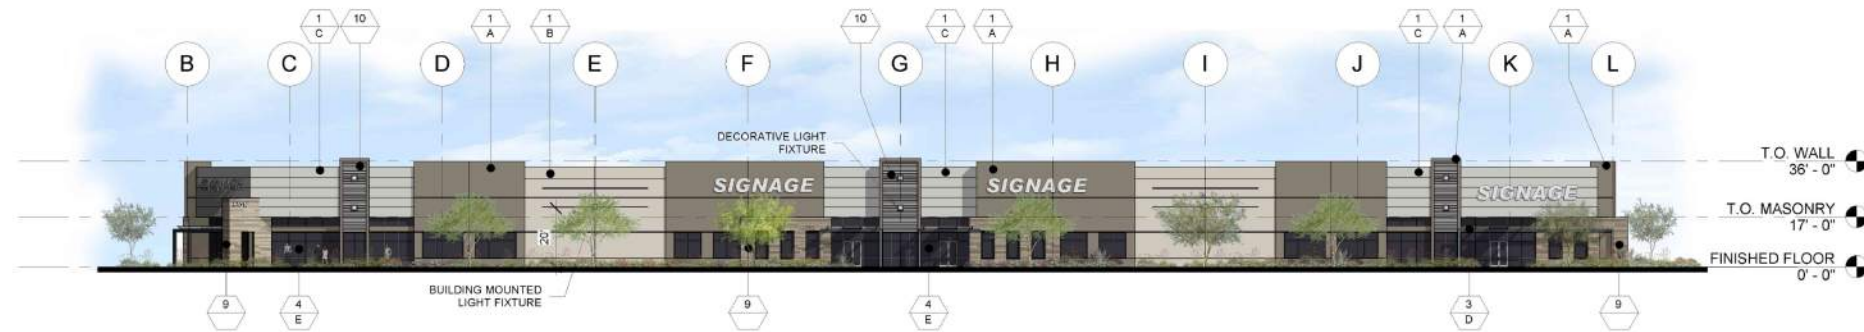 1
C
10
1
A
1
B
10
1
C
1
A
1
C
1
A
1
A
B
C
D
E
F
G
H
I
J
K
L
DECORATIVE LIGHT
FIXTURE
T.O. WALL
36' - 0"
SIGNAGE
SIGNAGE
SIGNAGE
T.O. MASONRY
17' - 0"
20'
FINISHED FLOOR
0' - 0"
BUILDING MOUNTED
LIGHT FIXTURE
9
4
E
9
4
E
3
D
9